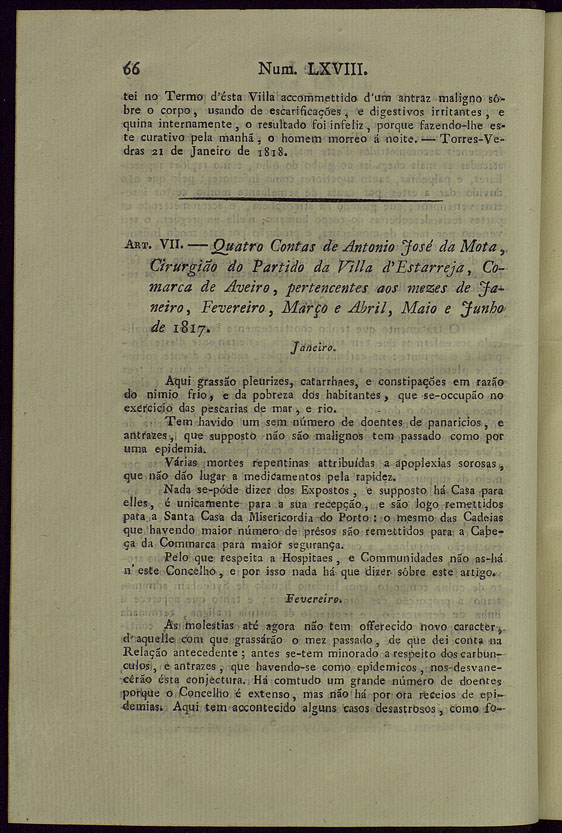 66 Num. LXVIII.
tei no Termo d'ésta Villa accommettido d'um antraz maligno sô-
bre o corpo, usando de escarificações, e digestivos irritantes, e
quina internamente, o resultado foi infeliz, porque fazendo-lhe es-
te curativo pela manhã, o homem morreo á noite. — Torres-Ve-
dras 21 de Janeiro de 1818.
ART. VII. — Quatro Contas de Antonio José da Mota,
Cirurgião do Partido da Villa d'Estarreja, Co-
marca de Aveiro, pertencentes aos mezes de Ja-
neiro, Fevereiro, Março e Abril, Maio e Junho
de 1817.
Janeiro.
Aqui grassão pleurizes, catarrhaes, e constipações em razão
do nimio frio, e da pobreza dos habitantes, que se-occupão no
exercicio das pescarias de mar, e rio.
Tem havido um sem número de doentes de panaricios, e
antrazes, que supposto não são malignos tem passado como por
uma epidemia.
Várias mortes repentinas attribuídas a apoplexias sorosas,
que não dão lugar a medicamentos pela rapidez.
Nada se-póde dizer dos Expostos, e supposto há Casa para
elles, é unicamente para a sua recepção, e são logo remettidos
para a Santa Casa da Misericordia do Porto: o mesmo das Cadeias
que havendo maior número de prêsos são remettidos para a Cabe-
ça da Commarca para maior segurança.
Pelo que respeita a Hospitaes, e Communidades não as-há
n'este Concelho, e por isso nada há que dizer sôbre este artigo.
Fevereiro.
As molestias até agora não tem offerecido novo caracter,
d'aquelle com que grassárão o mez passado, de que dei conta na
Relação antecedente; antes se-tem minorado a respeito dos carbun-
culos, e antrazes, que havendo-se como epidemicos, nos-desvane-
cêrão ésta conjectura. Há comtudo um grande número de doentes
porque o Concelho é extenso, mas não há por ora receios de epi-
demias. Aqui tem accontecido alguns casos desastrosos, como fo-